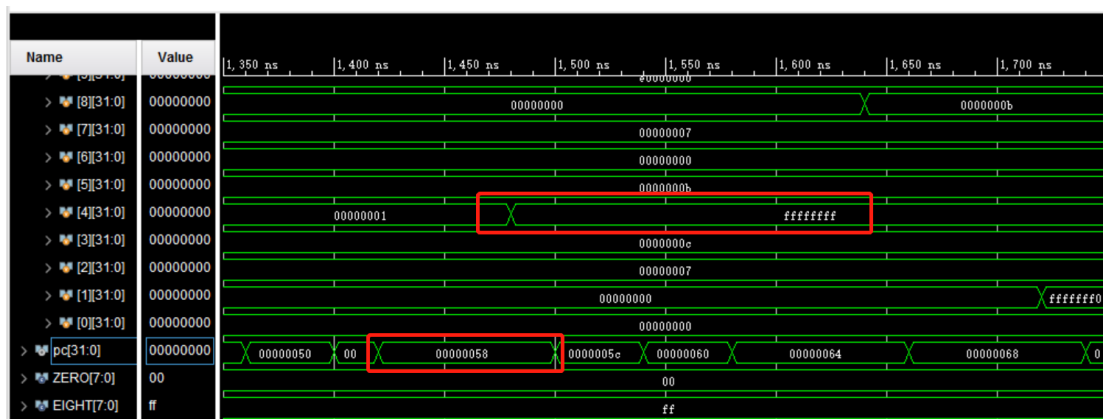 Name Value
1,350 ns 1,400 ns 1,450 ns 1,500 ns 1,550 ns 1,600 ns 1,650 ns 1,700 ns
[8][31:0] 00000000 00000000 0000000b
[7][31:0] 00000000 00000007
[6][31:0] 00000000 00000000
[5][31:0] 00000000 0000000b
[4][31:0] 00000000 00000001 ffffffff
[3][31:0] 00000000 0000000c
[2][31:0] 00000000 00000007
[1][31:0] 00000000 00000000 fffffff0
[0][31:0] 00000000 00000000
pc[31:0] 00000000 00000050 00 00000058 0000005c 00000060 00000064 00000068 0
ZERO[7:0] 00 00
EIGHT[7:0] ff ff